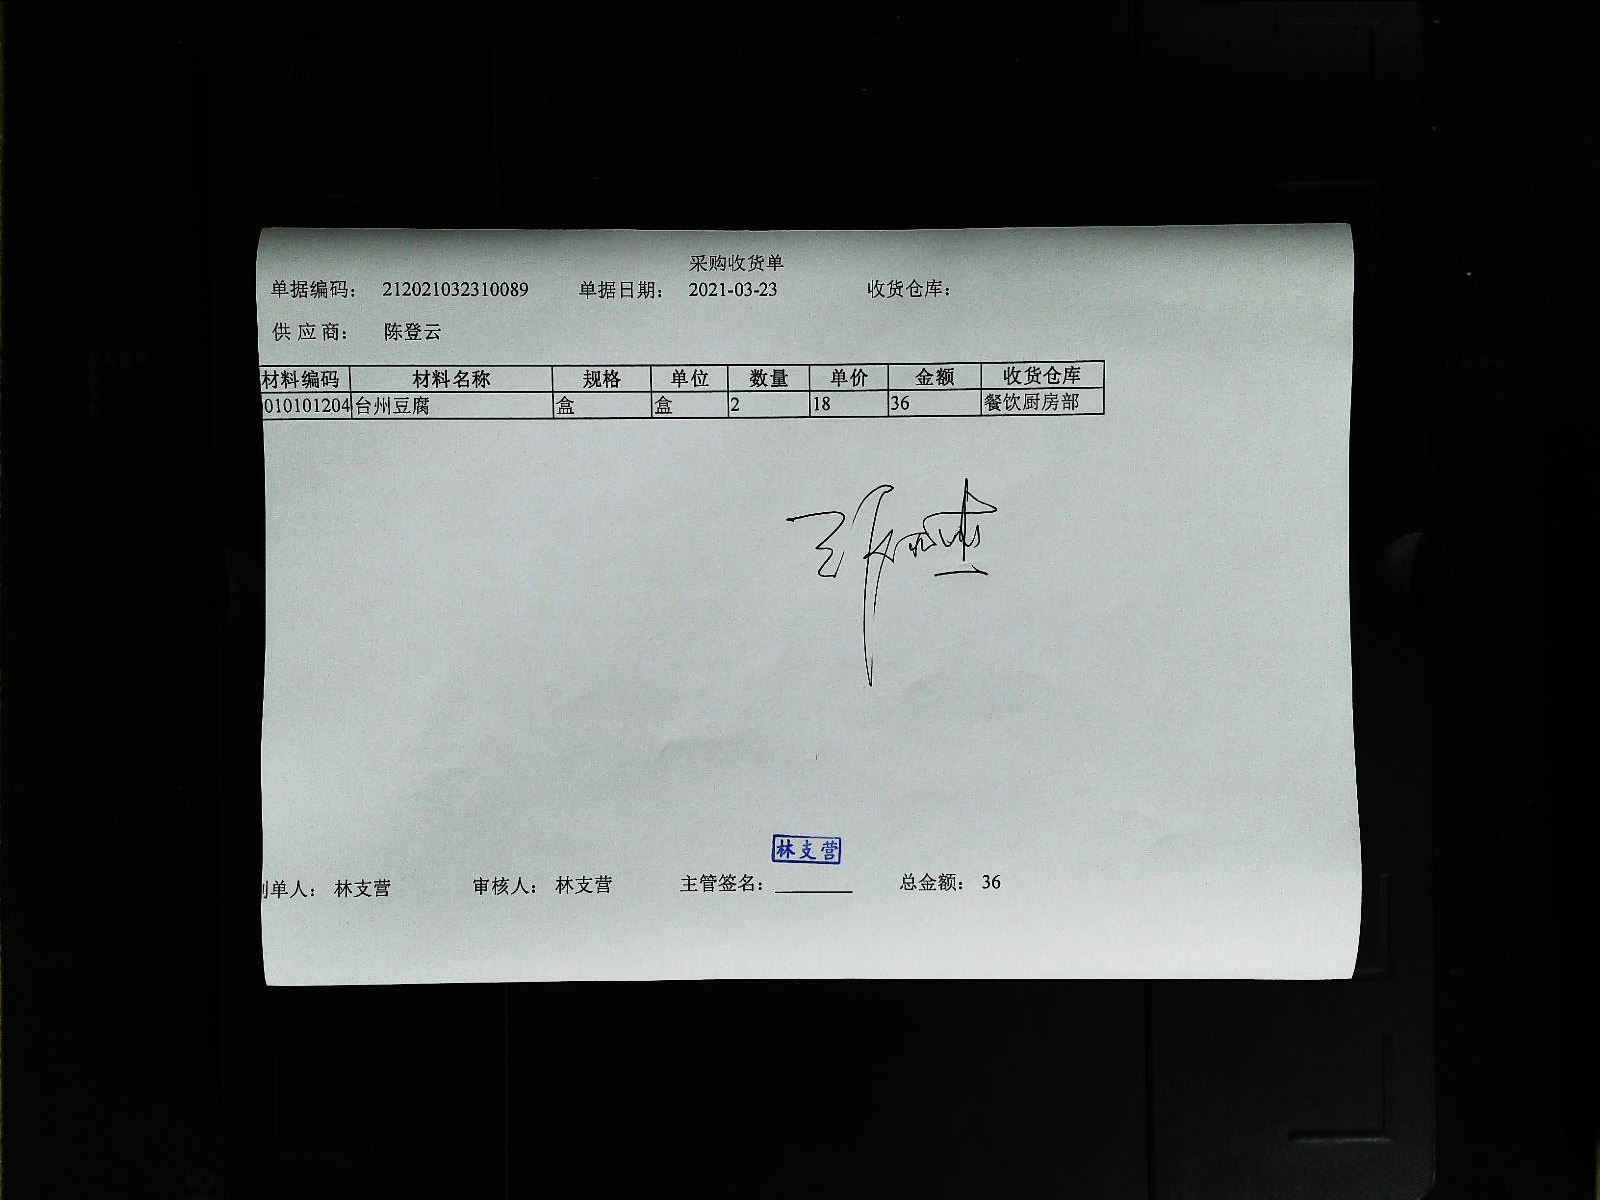 采购收货单
单据编码： 212021032310089 单据日期： 2021-03-23 收货仓库：
供 应 商： 陈登云
材料编码 材料名称 规格 单位 数量 单价 金额 收货仓库
010101204 台州豆腐 盒 盒 2 18 36 餐饮厨房部
林支营
制单人： 林支营 审核人： 林支营 主管签名： 总金额： 36